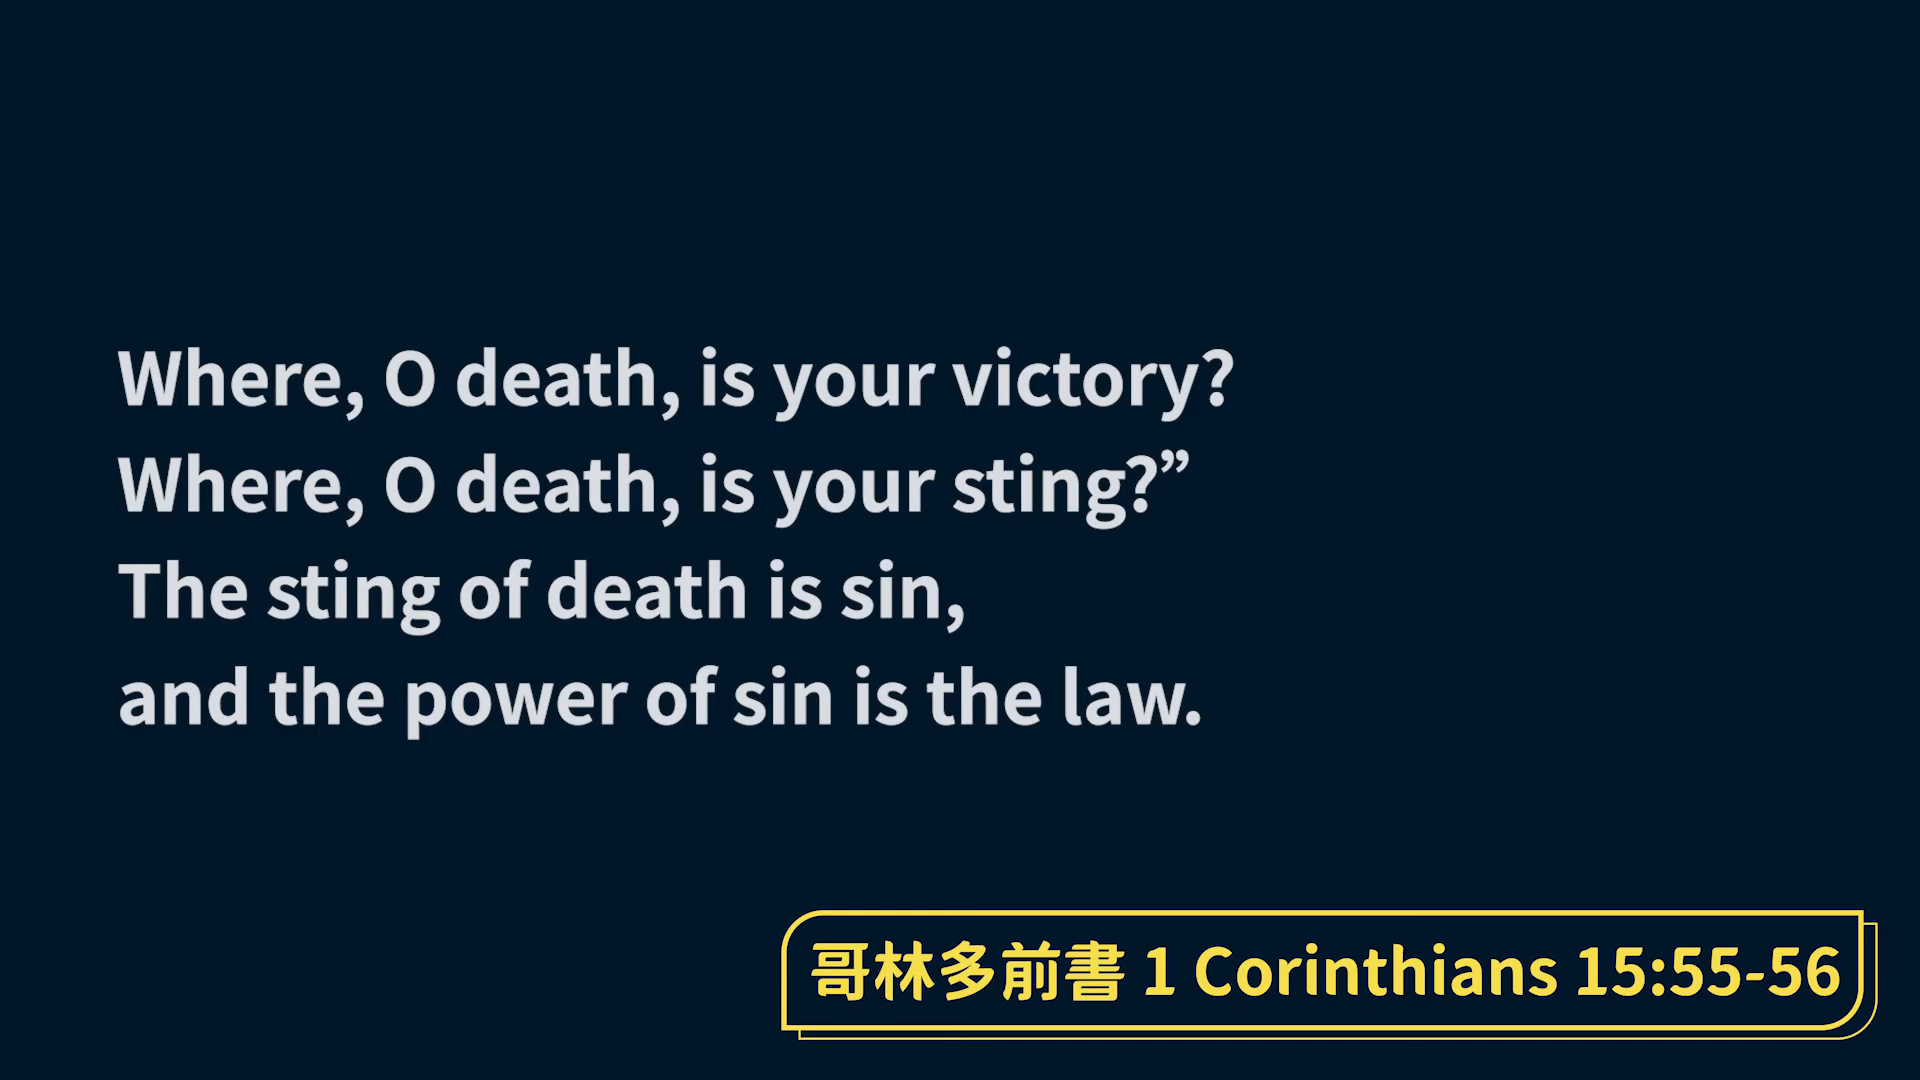 Where, O death, is your victory?
Where, O death, is your sting?”
The sting of death is sin,
and the power of sin is the law.
哥林多前書 1 Corinthians 15:55-56